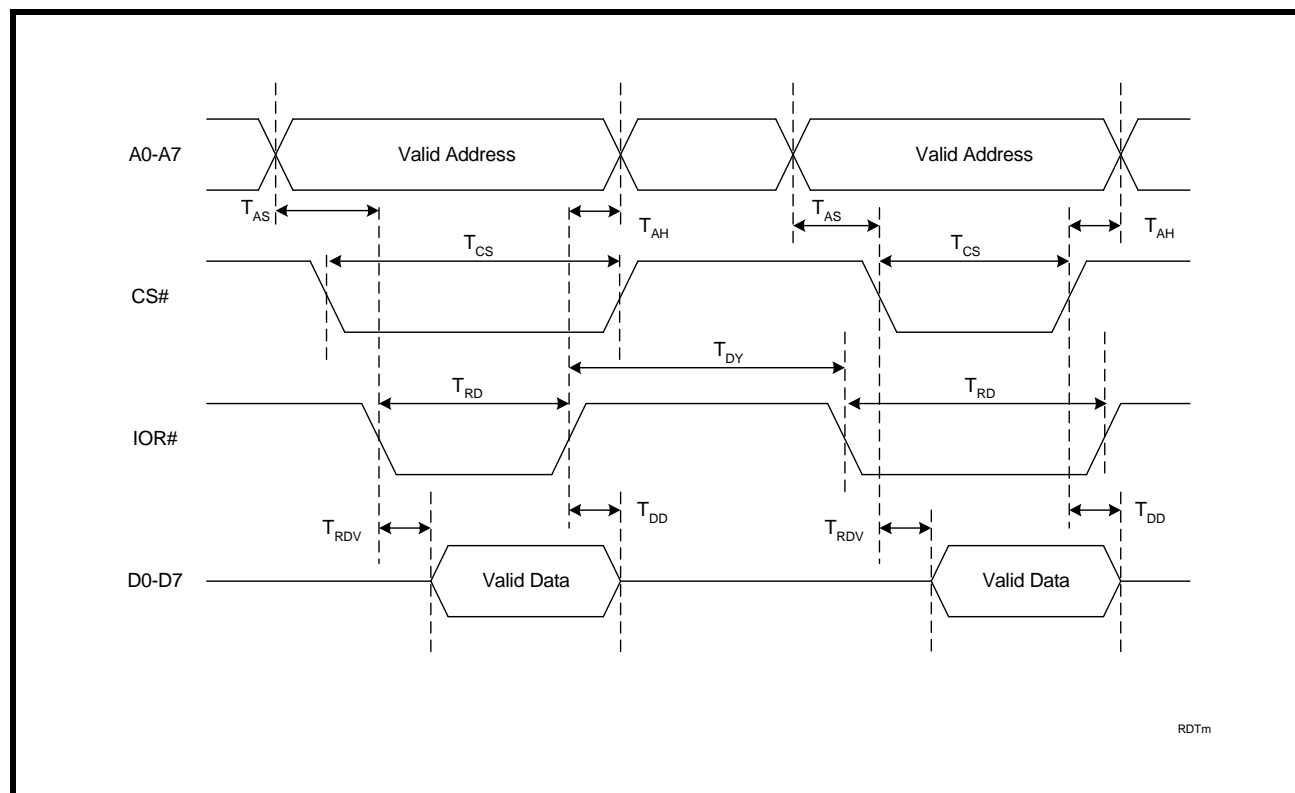 A0-A7
Valid Address
Valid Address
TAS
TAH
TAS
TAH
TCS
TCS
CS#
TDY
TRD
TRD
IOR#
TRDV
TDD
TRDV
TDD
D0-D7
Valid Data
Valid Data
RDTm